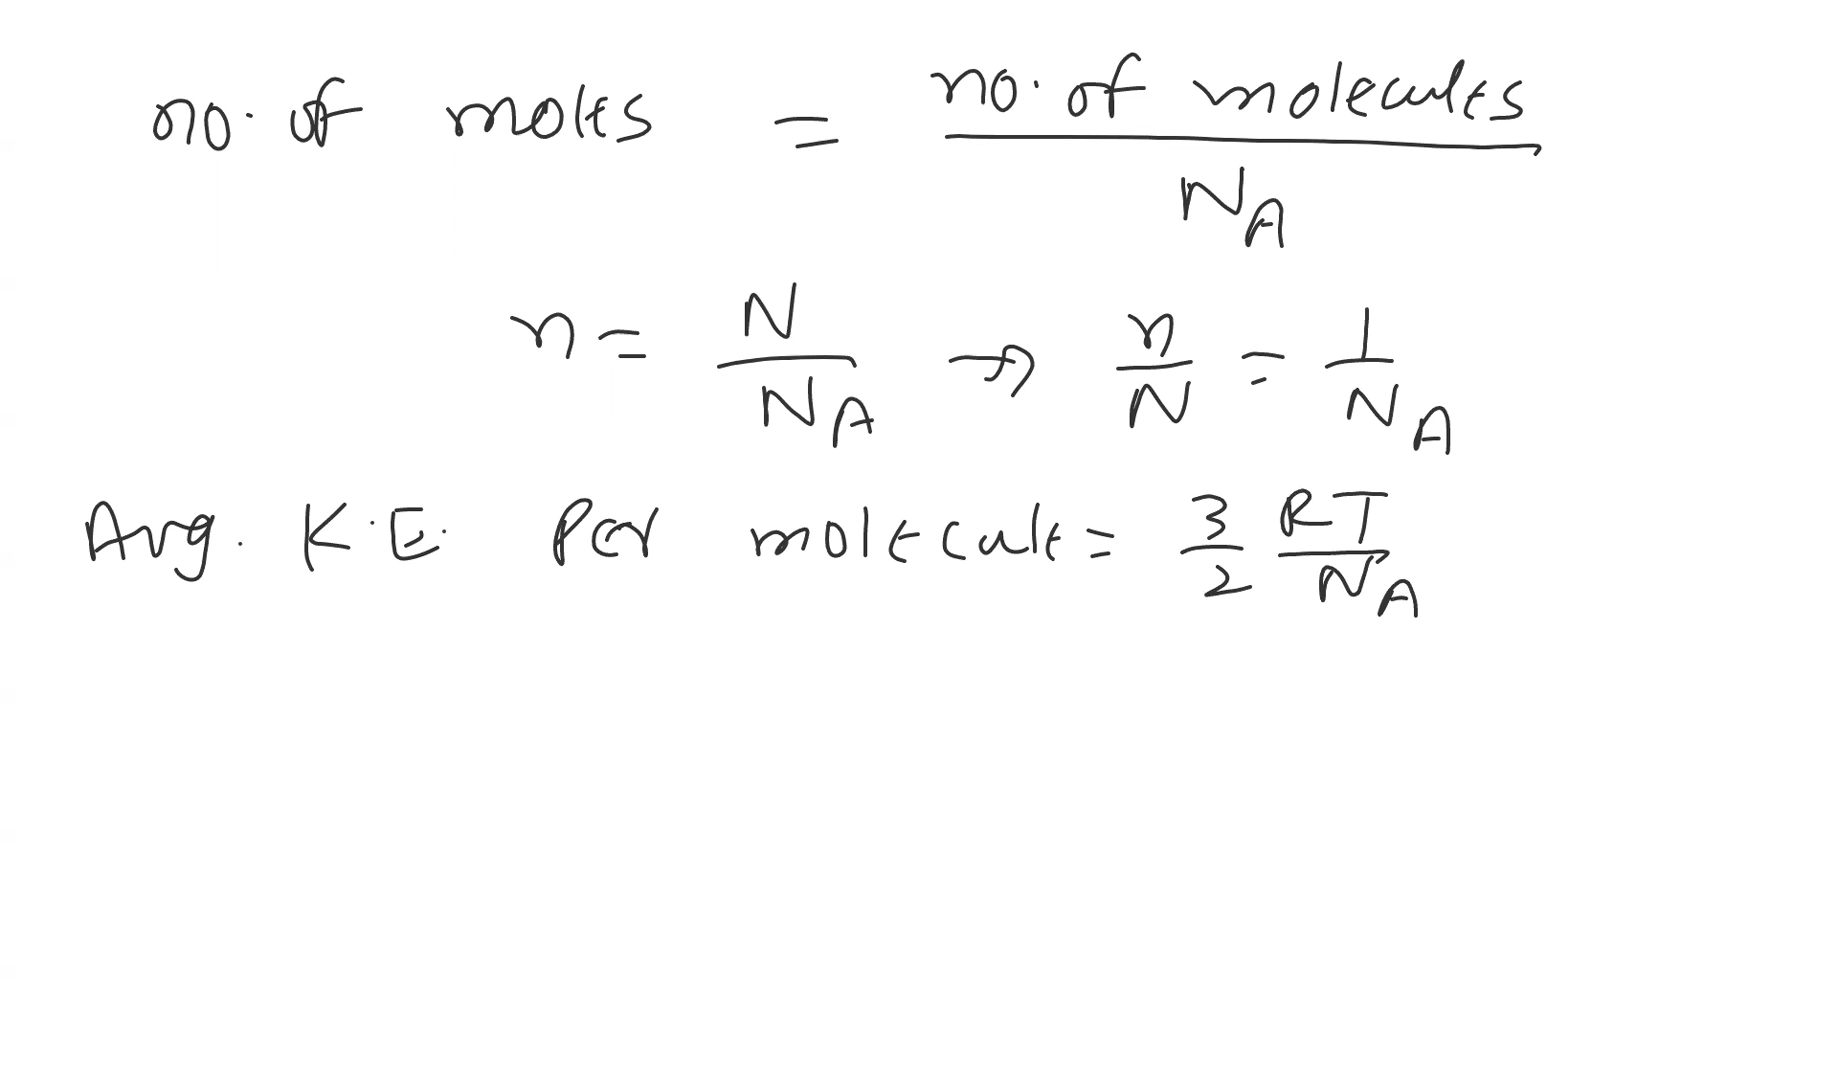 no. of moles = no. of molecules / N_A
n = N / N_A → n / N = 1 / N_A
Avg. K.E. Per molecule = 3/2 RT / N_A